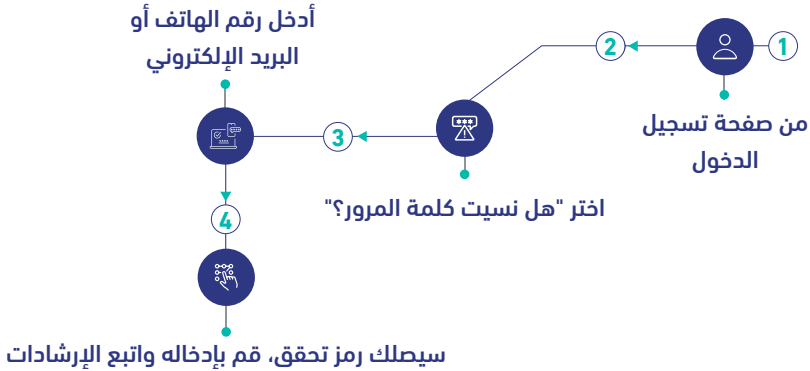 1
من صفحة تسجيل
الدخول
2
اختر "هل نسيت كلمة المرور؟"
3
أدخل رقم الهاتف أو
البريد الإلكتروني
4
سيصلك رمز تحقق، قم بإدخاله واتبع الإرشادات